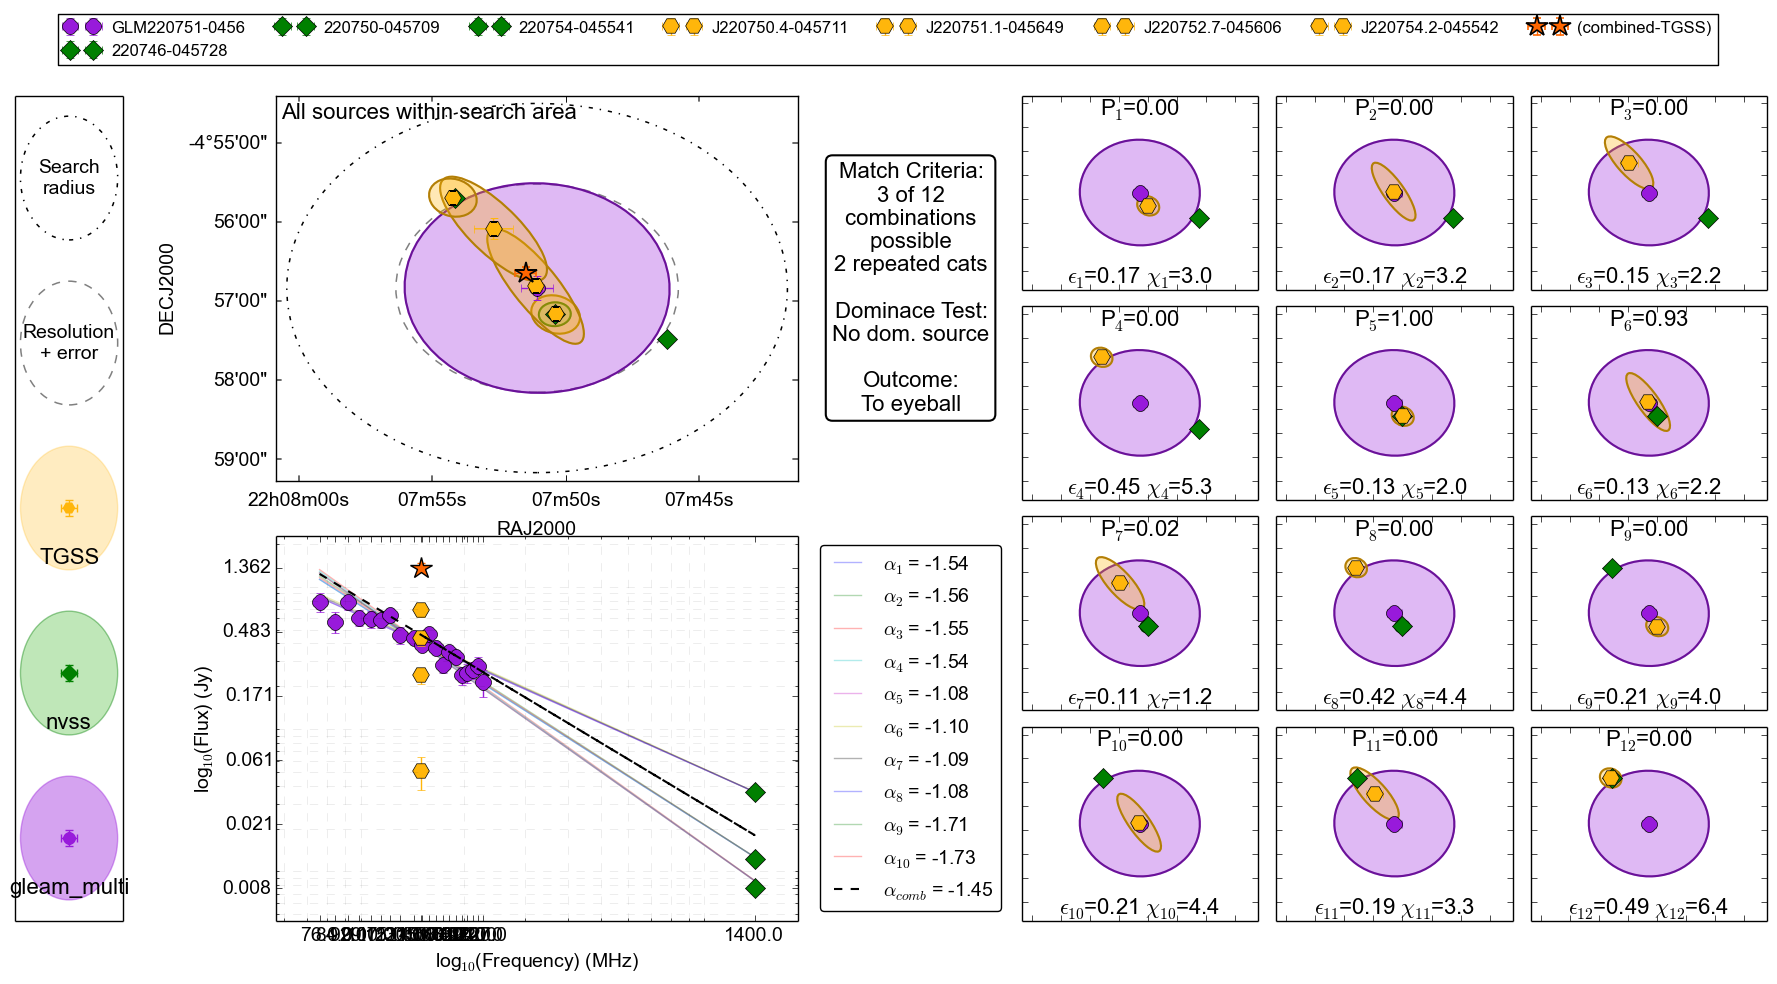 GLM220751-0456 220750-045709 220754-045541 J220750.4-045711 J220751.1-045649 J220752.7-045606 J220754.2-045542 (combined-TGSS)
220746-045728
Search
radius
Resolution
+ error
TGSS
nvss
gleam_multi
All sources within search area
DECJ2000
-4°55'00"
56'00"
57'00"
58'00"
59'00"
22h08m00s 07m55s 07m50s 07m45s
RAJ2000
Match Criteria:
3 of 12
combinations
possible
2 repeated cats
Dominace Test:
No dom. source
Outcome:
To eyeball
log10(Flux) (Jy)
1.362
0.483
0.171
0.061
0.021
0.008
1400.0
log10(Frequency) (MHz)
α1 = -1.54
α2 = -1.56
α3 = -1.55
α4 = -1.54
α5 = -1.08
α6 = -1.10
α7 = -1.09
α8 = -1.08
α9 = -1.71
α10 = -1.73
αcomb = -1.45
P1=0.00
ϵ1=0.17 χ1=3.0
P2=0.00
ϵ2=0.17 χ2=3.2
P3=0.00
ϵ3=0.15 χ3=2.2
P4=0.00
ϵ4=0.45 χ4=5.3
P5=1.00
ϵ5=0.13 χ5=2.0
P6=0.93
ϵ6=0.13 χ6=2.2
P7=0.02
ϵ7=0.11 χ7=1.2
P8=0.00
ϵ8=0.42 χ8=4.4
P9=0.00
ϵ9=0.21 χ9=4.0
P10=0.00
ϵ10=0.21 χ10=4.4
P11=0.00
ϵ11=0.19 χ11=3.3
P12=0.00
ϵ12=0.49 χ12=6.4